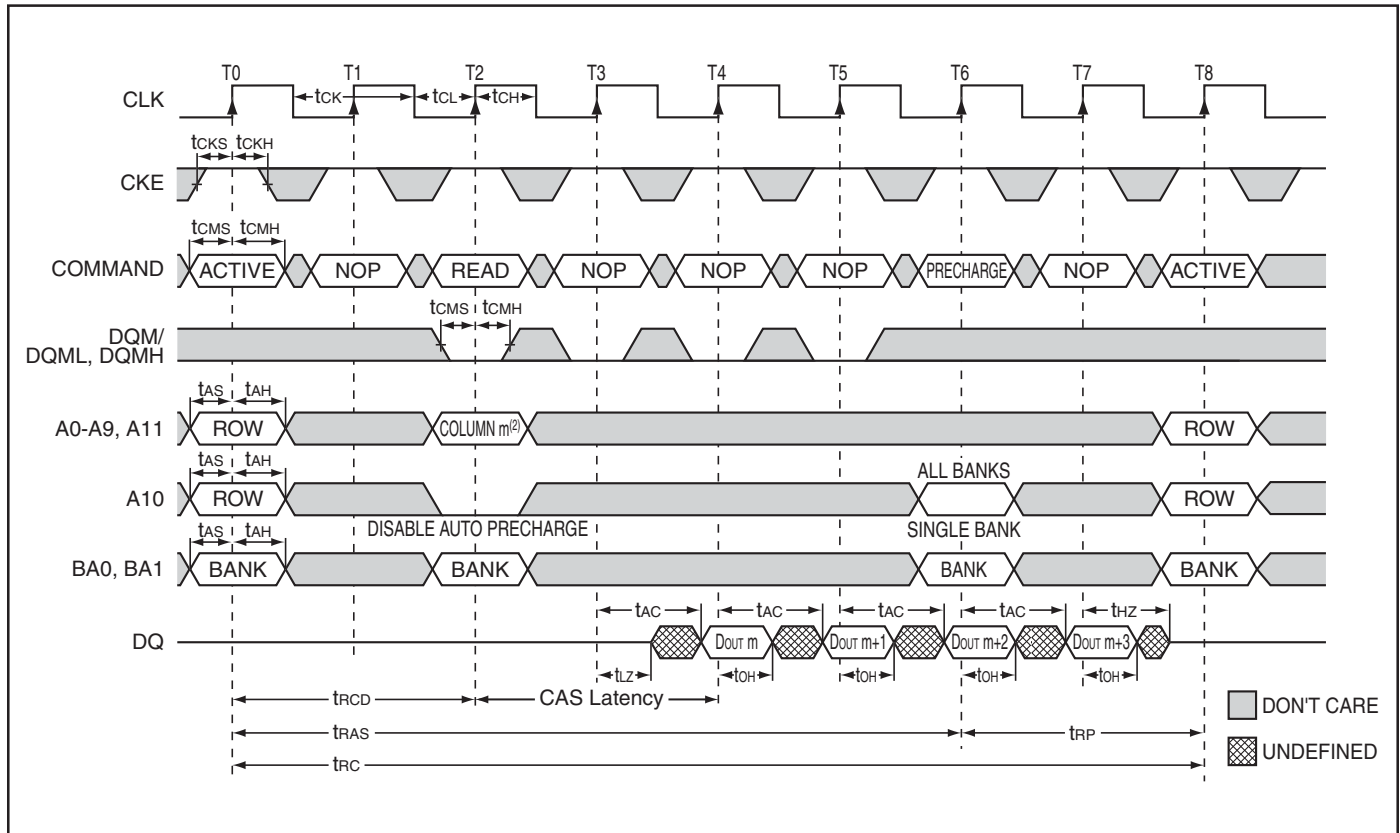 T0 T1 T2 T3 T4 T5 T6 T7 T8
CLK
tCK tCL tCH
tCKS tCKH
CKE
tCMS tCMH
COMMAND ACTIVE NOP READ NOP NOP NOP PRECHARGE NOP ACTIVE
tCMS tCMH
DQM/
DQML, DQMH
tAS tAH
A0-A9, A11 ROW COLUMN m(2) ROW
tAS tAH ALL BANKS
A10 ROW ROW
DISABLE AUTO PRECHARGE SINGLE BANK
tAS tAH
BA0, BA1 BANK BANK BANK BANK
tAC tAC tAC tAC tHZ
DQ DOUT m DOUT m+1 DOUT m+2 DOUT m+3
tLZ tOH tOH tOH tOH
tRCD CAS Latency
DON'T CARE
tRAS tRP
UNDEFINED
tRC